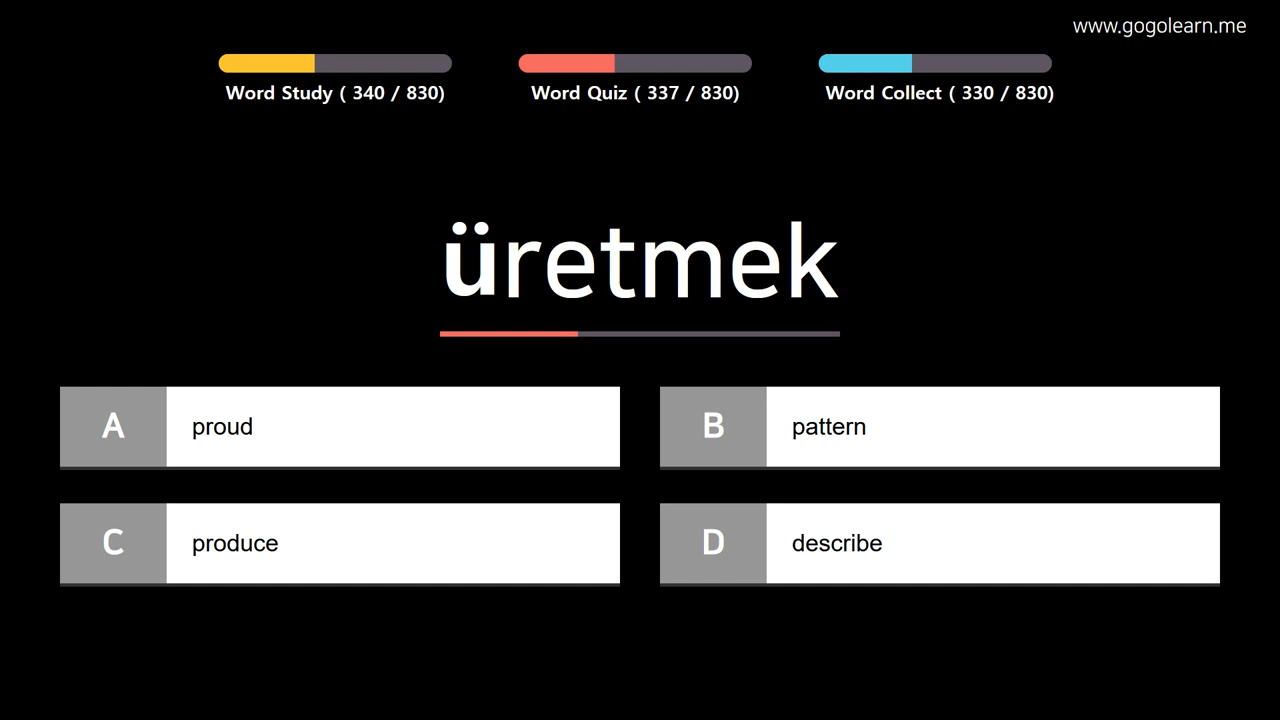 www.gogolearn.me
Word Study ( 340 / 830)
Word Quiz ( 337 / 830)
Word Collect ( 330 / 830)
üretmek
A proud
B pattern
C produce
D describe